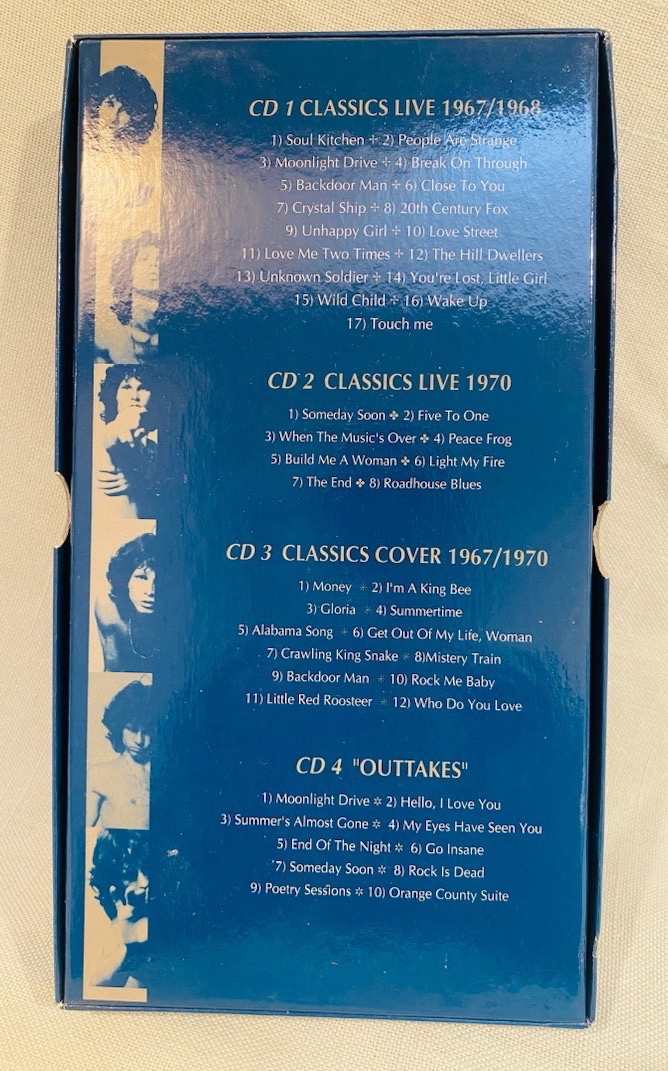 CD 1 CLASSICS LIVE 1967/1968
1) Soul Kitchen ✢ 2) People Are Strange
3) Moonlight Drive ✢ 4) Break On Through
5) Backdoor Man ✢ 6) Close To You
7) Crystal Ship ✢ 8) 20th Century Fox
9) Unhappy Girl ✢ 10) Love Street
11) Love Me Two Times ✢ 12) The Hill Dwellers
13) Unknown Soldier ✢ 14) You're Lost, Little Girl
15) Wild Child ✢ 16) Wake Up
17) Touch me
CD 2 CLASSICS LIVE 1970
1) Someday Soon ✤ 2) Five To One
3) When The Music's Over ✤ 4) Peace Frog
5) Build Me A Woman ✤ 6) Light My Fire
7) The End ✤ 8) Roadhouse Blues
CD 3 CLASSICS COVER 1967/1970
1) Money ✦ 2) I'm A King Bee
3) Gloria ✦ 4) Summertime
5) Alabama Song ✦ 6) Get Out Of My Life, Woman
7) Crawling King Snake ✦ 8)Mistery Train
9) Backdoor Man ✦ 10) Rock Me Baby
11) Little Red Roosteer ✦ 12) Who Do You Love
CD 4 "OUTTAKES"
1) Moonlight Drive ✡ 2) Hello, I Love You
3) Summer's Almost Gone ✡ 4) My Eyes Have Seen You
5) End Of The Night ✡ 6) Go Insane
7) Someday Soon ✡ 8) Rock Is Dead
9) Poetry Sessions ✡ 10) Orange County Suite